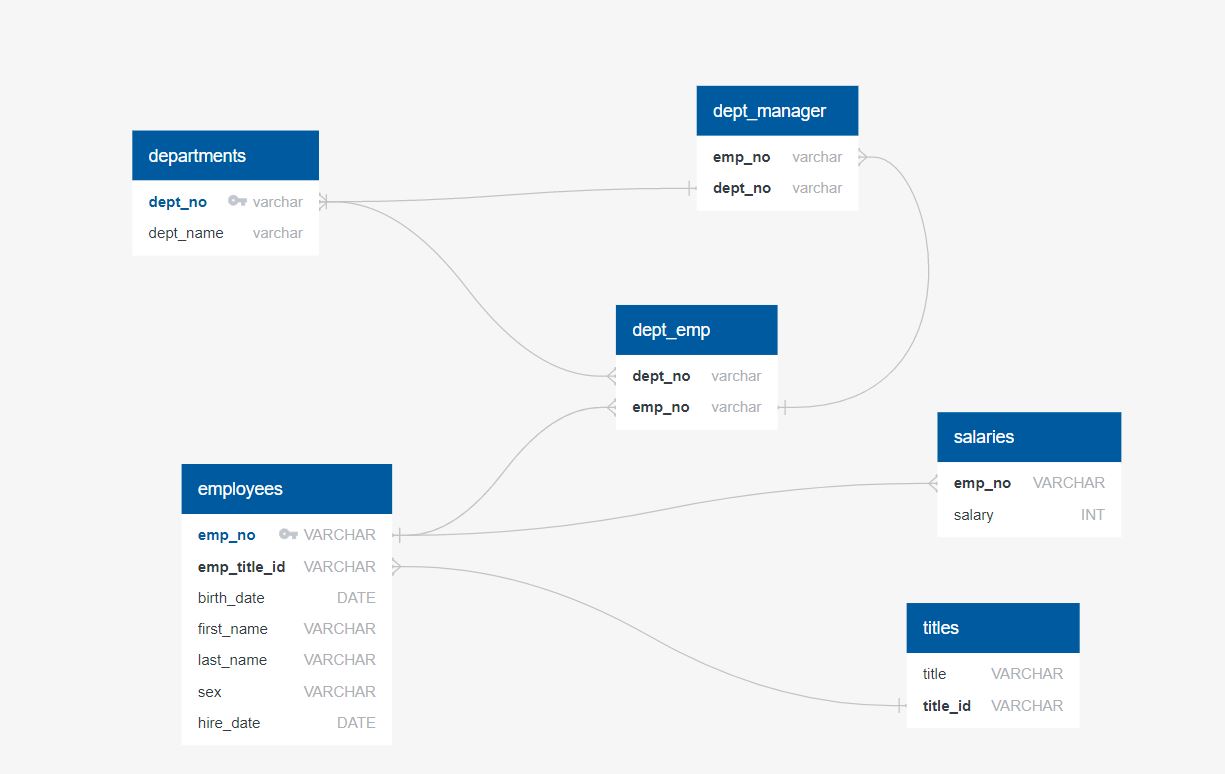 departments
dept_no varchar
dept_name varchar
dept_manager
emp_no varchar
dept_no varchar
dept_emp
dept_no varchar
emp_no varchar
salaries
emp_no VARCHAR
salary INT
employees
emp_no VARCHAR
emp_title_id VARCHAR
birth_date DATE
first_name VARCHAR
last_name VARCHAR
sex VARCHAR
hire_date DATE
titles
title VARCHAR
title_id VARCHAR